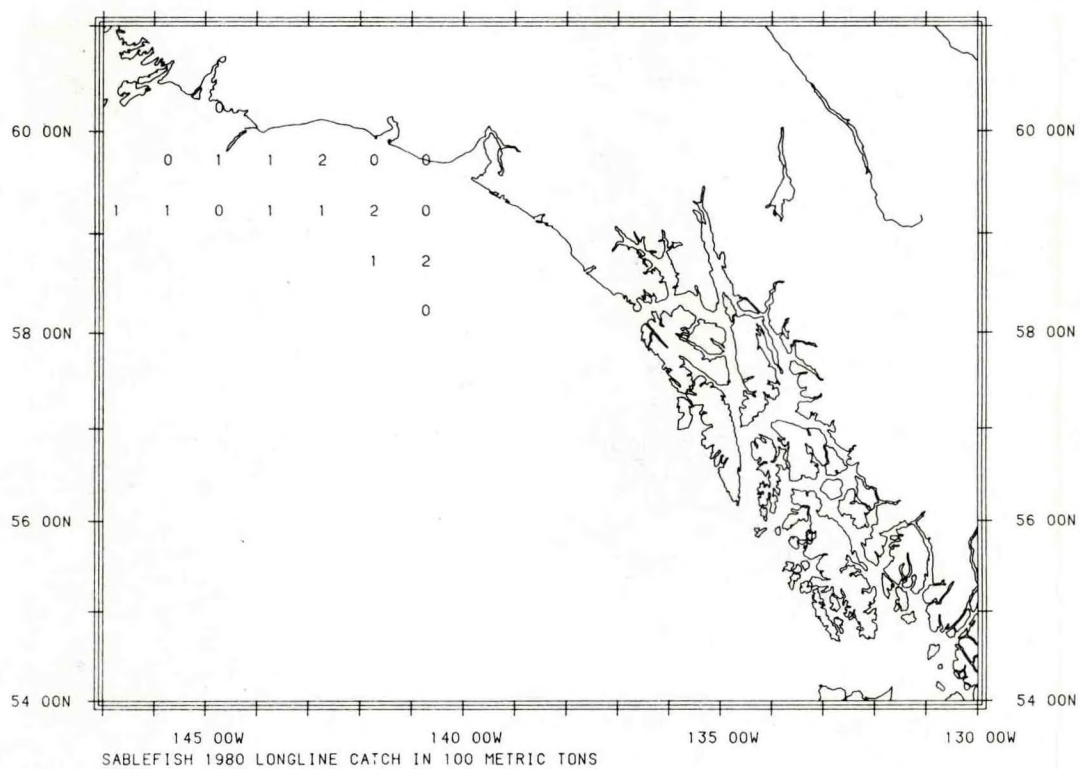 60 00N 60 00N
0 1 1 2 0 0
1 1 0 1 1 2 0
1 2
0
58 00N 58 00N
56 00N 56 00N
54 00N 54 00N
145 00W 140 00W 135 00W 130 00W
SABLEFISH 1980 LONGLINE CATCH IN 100 METRIC TONS